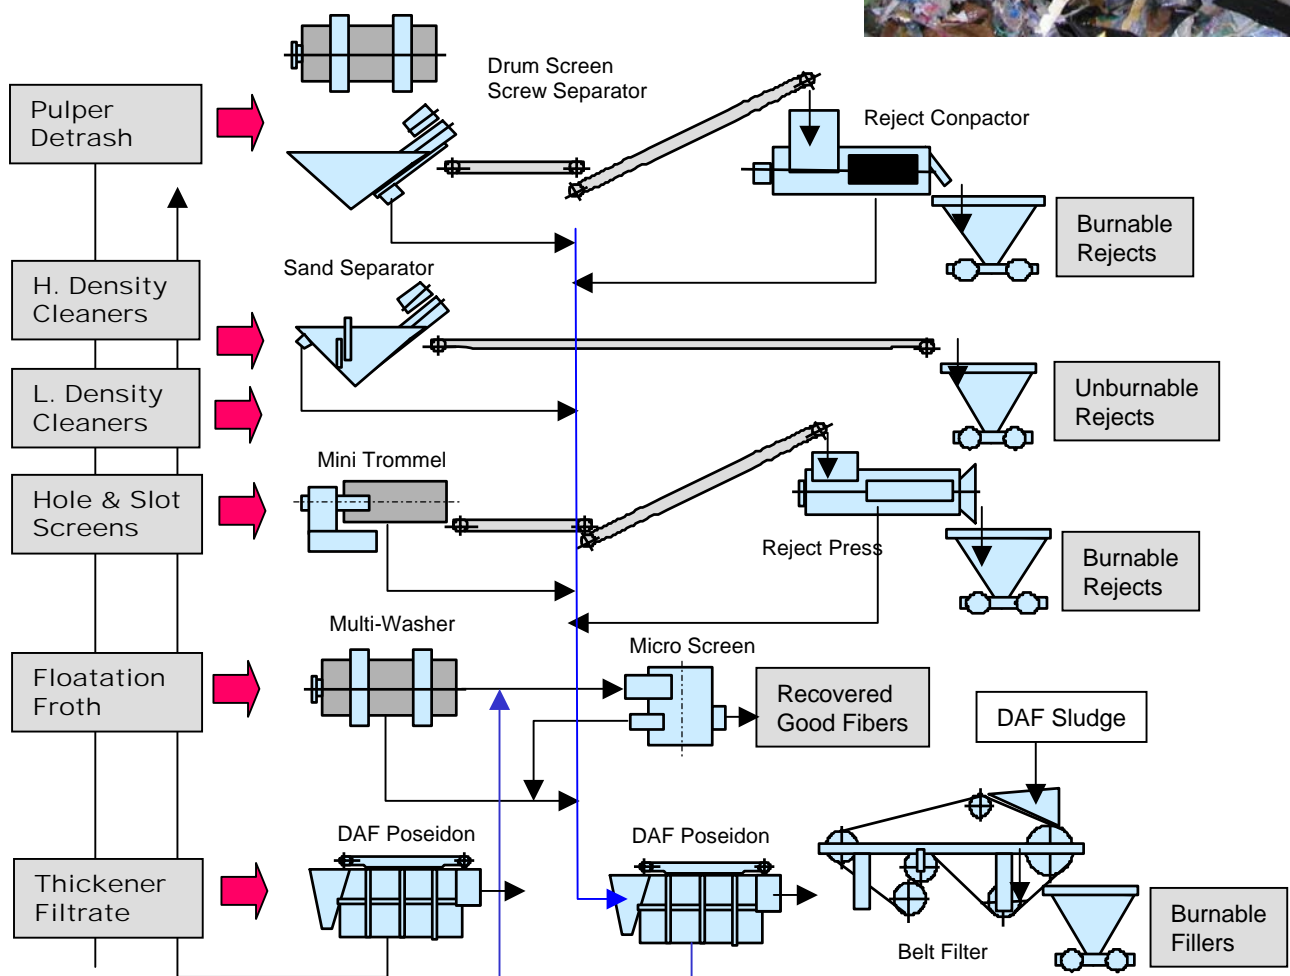 Drum Screen
Screw Separator
Pulper
Detrash
Reject Conpactor
Burnable
Rejects
Sand Separator
H. Density
Cleaners
L. Density
Cleaners
Unburnable
Rejects
Mini Trommel
Hole & Slot
Screens
Reject Press
Burnable
Rejects
Multi-Washer
Micro Screen
Floatation
Froth
Recovered
Good Fibers
DAF Sludge
DAF Poseidon
DAF Poseidon
Thickener
Filtrate
Belt Filter
Burnable
Fillers